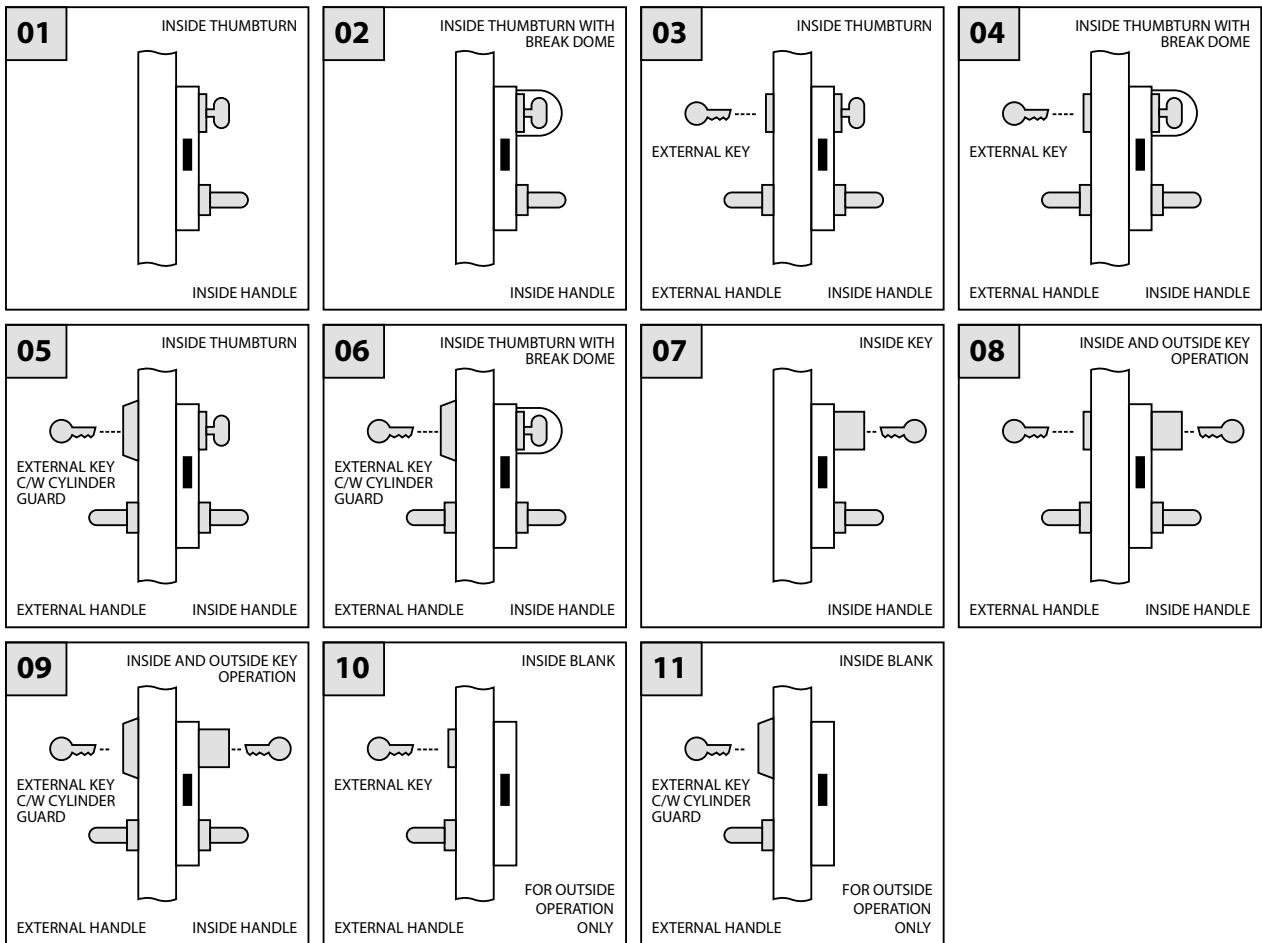 01
INSIDE THUMBTURN
INSIDE HANDLE
02
INSIDE THUMBTURN WITH
BREAK DOME
INSIDE HANDLE
03
INSIDE THUMBTURN
EXTERNAL KEY
EXTERNAL HANDLE
INSIDE HANDLE
04
INSIDE THUMBTURN WITH
BREAK DOME
EXTERNAL KEY
EXTERNAL HANDLE
INSIDE HANDLE
05
INSIDE THUMBTURN
EXTERNAL KEY
C/W CYLINDER
GUARD
EXTERNAL HANDLE
INSIDE HANDLE
06
INSIDE THUMBTURN WITH
BREAK DOME
EXTERNAL KEY
C/W CYLINDER
GUARD
EXTERNAL HANDLE
INSIDE HANDLE
07
INSIDE KEY
INSIDE HANDLE
08
INSIDE AND OUTSIDE KEY
OPERATION
EXTERNAL HANDLE
INSIDE HANDLE
09
INSIDE AND OUTSIDE KEY
OPERATION
EXTERNAL KEY
C/W CYLINDER
GUARD
EXTERNAL HANDLE
INSIDE HANDLE
10
INSIDE BLANK
EXTERNAL KEY
FOR OUTSIDE
OPERATION
ONLY
EXTERNAL HANDLE
11
INSIDE BLANK
EXTERNAL KEY
C/W CYLINDER
GUARD
FOR OUTSIDE
OPERATION
ONLY
EXTERNAL HANDLE